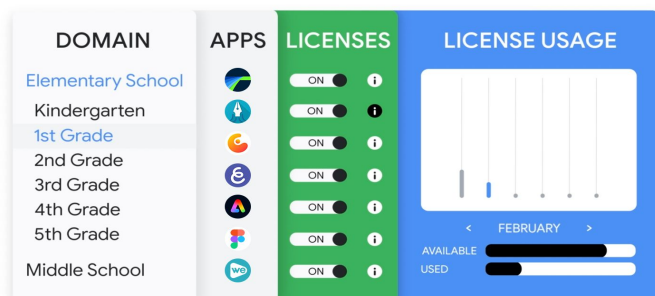 DOMAIN
Elementary School
Kindergarten
1st Grade
2nd Grade
3rd Grade
4th Grade
5th Grade
Middle School
APPS
we
LICENSES
ON i
ON i
ON i
ON i
ON i
ON i
ON i
LICENSE USAGE
< FEBRUARY >
AVAILABLE
USED